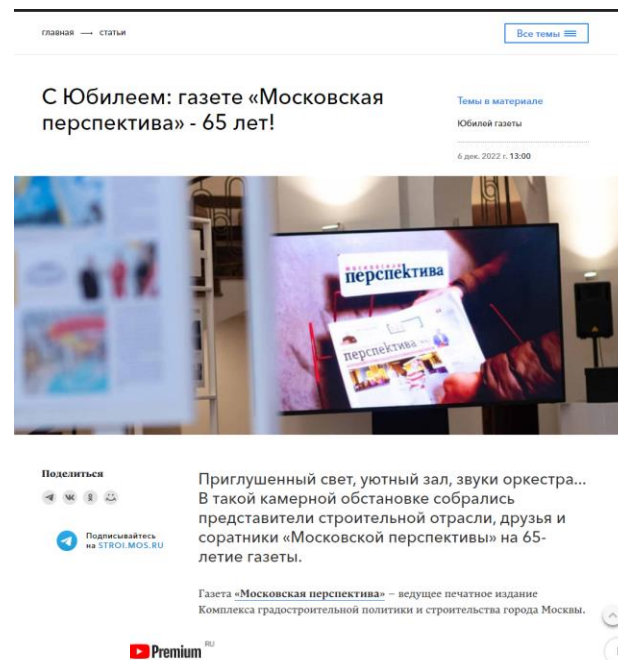 главная — статьи
Все темы
С Юбилеем: газете «Московская
перспектива» - 65 лет!
Темы в материале
Юбилей газеты
6 дек. 2022 г. 13:00
московская
перспектива
перспектива
Поделиться
Подписывайтесь
на STROI.MOS.RU
Приглушенный свет, уютный зал, звуки оркестра...
В такой камерной обстановке собрались
представители строительной отрасли, друзья и
соратники «Московской перспективы» на 65-
летие газеты.
Газета «Московская перспектива» – ведущее печатное издание
Комплекса градостроительной политики и строительства города Москвы.
Premium RU